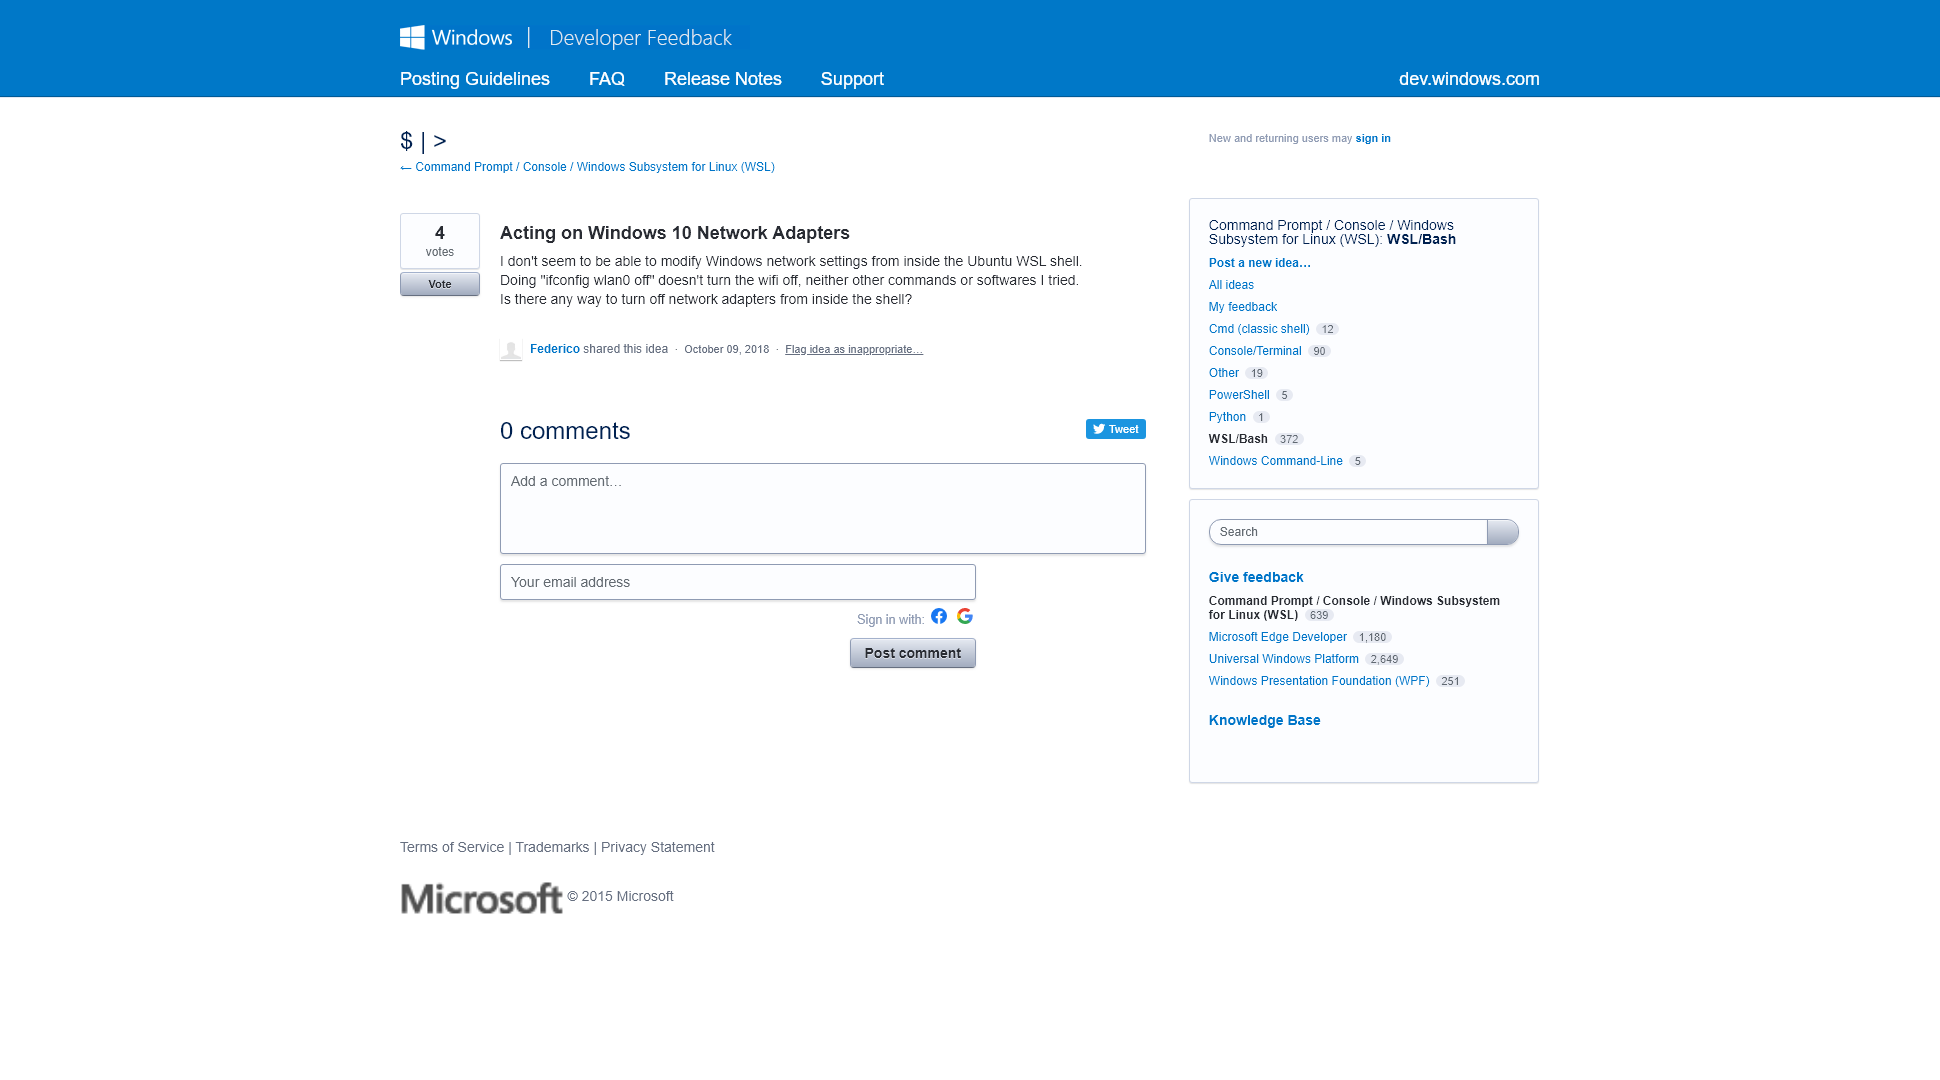 Windows | Developer Feedback
Posting Guidelines FAQ Release Notes Support dev.windows.com
$ | >
← Command Prompt / Console / Windows Subsystem for Linux (WSL)
New and returning users may sign in
4
votes
Vote
Acting on Windows 10 Network Adapters
I don't seem to be able to modify Windows network settings from inside the Ubuntu WSL shell.
Doing "ifconfig wlan0 off" doesn't turn the wifi off, neither other commands or softwares I tried.
Is there any way to turn off network adapters from inside the shell?
Federico shared this idea · October 09, 2018 · Flag idea as inappropriate…
0 comments
Tweet
Add a comment…
Your email address
Sign in with:
Post comment
Command Prompt / Console / Windows
Subsystem for Linux (WSL): WSL/Bash
Post a new idea…
All ideas
My feedback
Cmd (classic shell) 12
Console/Terminal 90
Other 19
PowerShell 5
Python 1
WSL/Bash 372
Windows Command-Line 5
Search
Give feedback
Command Prompt / Console / Windows Subsystem
for Linux (WSL) 639
Microsoft Edge Developer 1,180
Universal Windows Platform 2,649
Windows Presentation Foundation (WPF) 251
Knowledge Base
Terms of Service | Trademarks | Privacy Statement
Microsoft © 2015 Microsoft